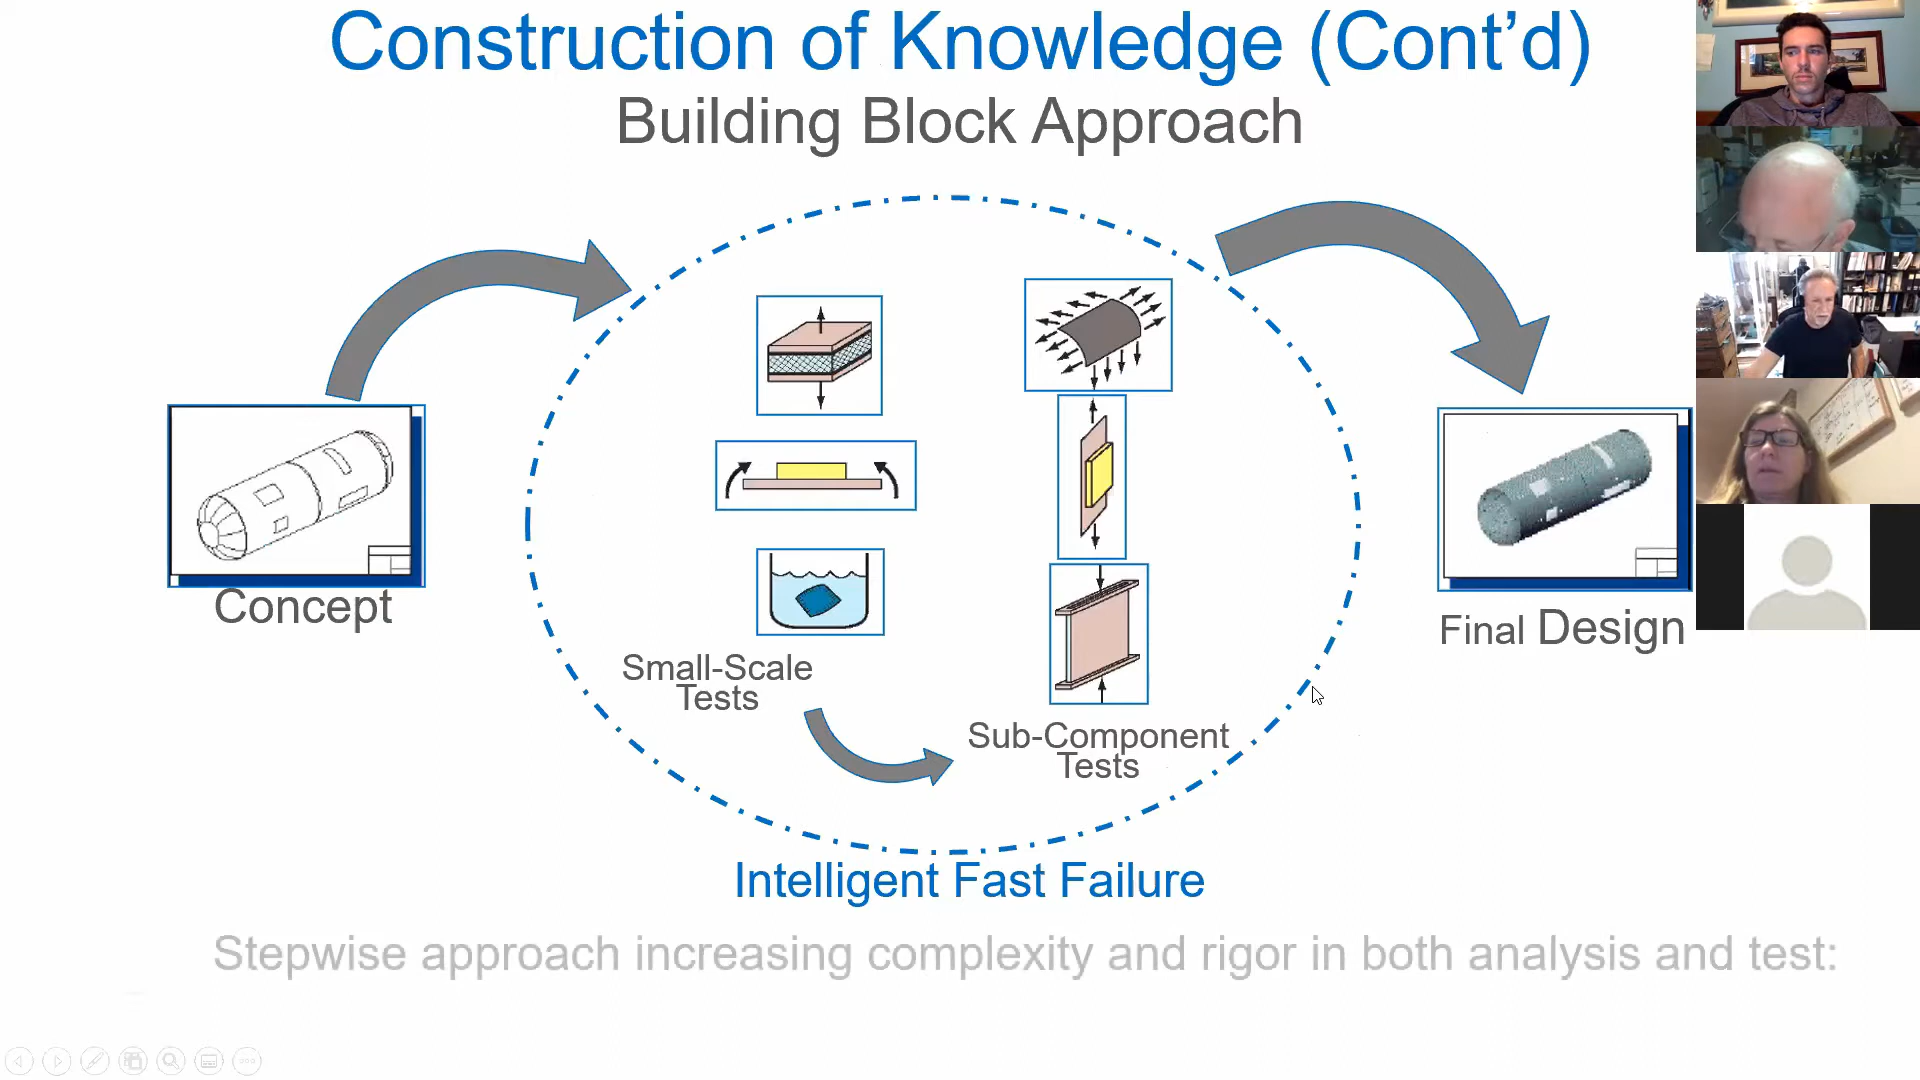 Construction of Knowledge (Cont’d)
Building Block Approach
Concept
Small-Scale
Tests
Sub-Component
Tests
Final Design
Intelligent Fast Failure
Stepwise approach increasing complexity and rigor in both analysis and test: